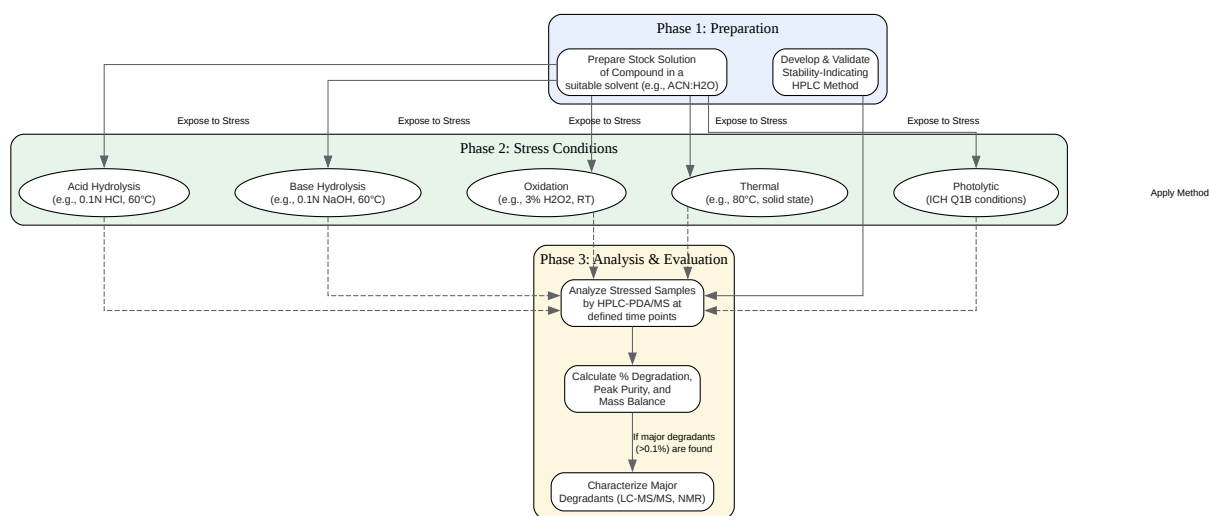 Phase 1: Preparation
Prepare Stock Solution
of Compound in a
suitable solvent (e.g., ACN:H2O)
Develop & Validate
Stability-Indicating
HPLC Method
Expose to Stress
Expose to Stress
Expose to Stress
Expose to Stress
Expose to Stress
Phase 2: Stress Conditions
Acid Hydrolysis
(e.g., 0.1N HCl, 60°C)
Base Hydrolysis
(e.g., 0.1N NaOH, 60°C)
Oxidation
(e.g., 3% H2O2, RT)
Thermal
(e.g., 80°C, solid state)
Photolytic
(ICH Q1B conditions)
Apply Method
Phase 3: Analysis & Evaluation
Analyze Stressed Samples
by HPLC-PDA/MS at
defined time points
Calculate % Degradation,
Peak Purity, and
Mass Balance
If major degradants
(>0.1%) are found
Characterize Major
Degradants (LC-MS/MS, NMR)